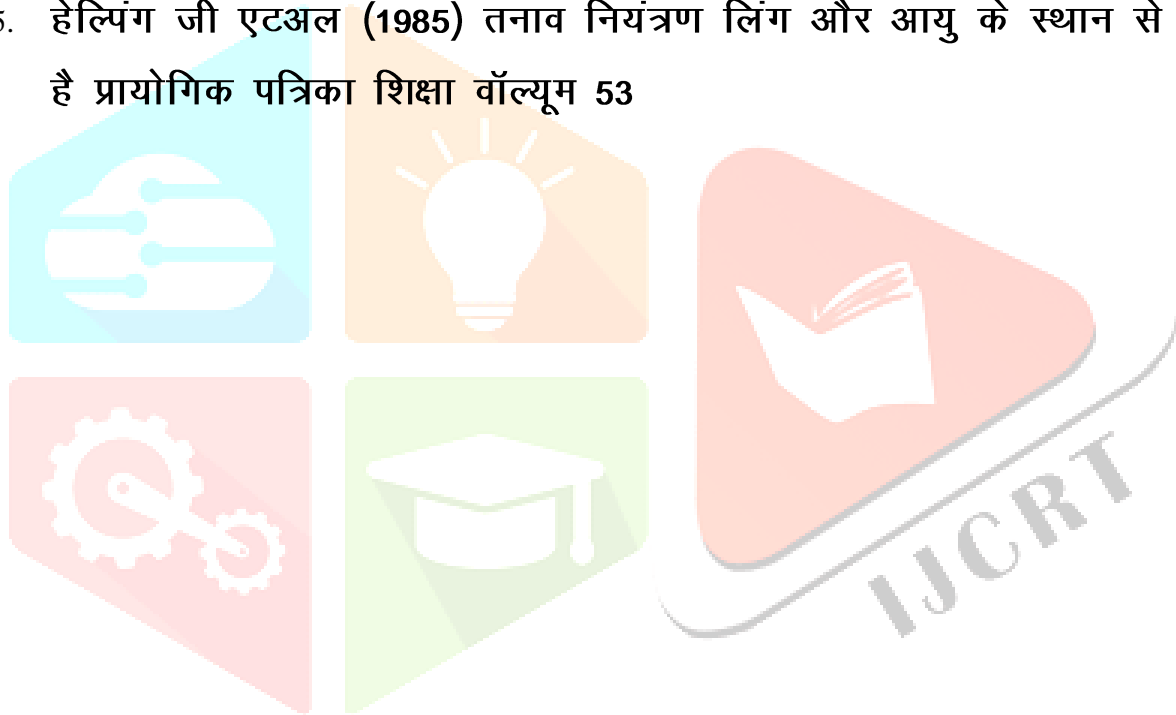 हेल्पिंग जी एटअल (1985) तनाव नियंत्रण लिंग और आयु के स्थान से
है प्रायोगिक पत्रिका शिक्षा वॉल्यूम 53
IJCRT